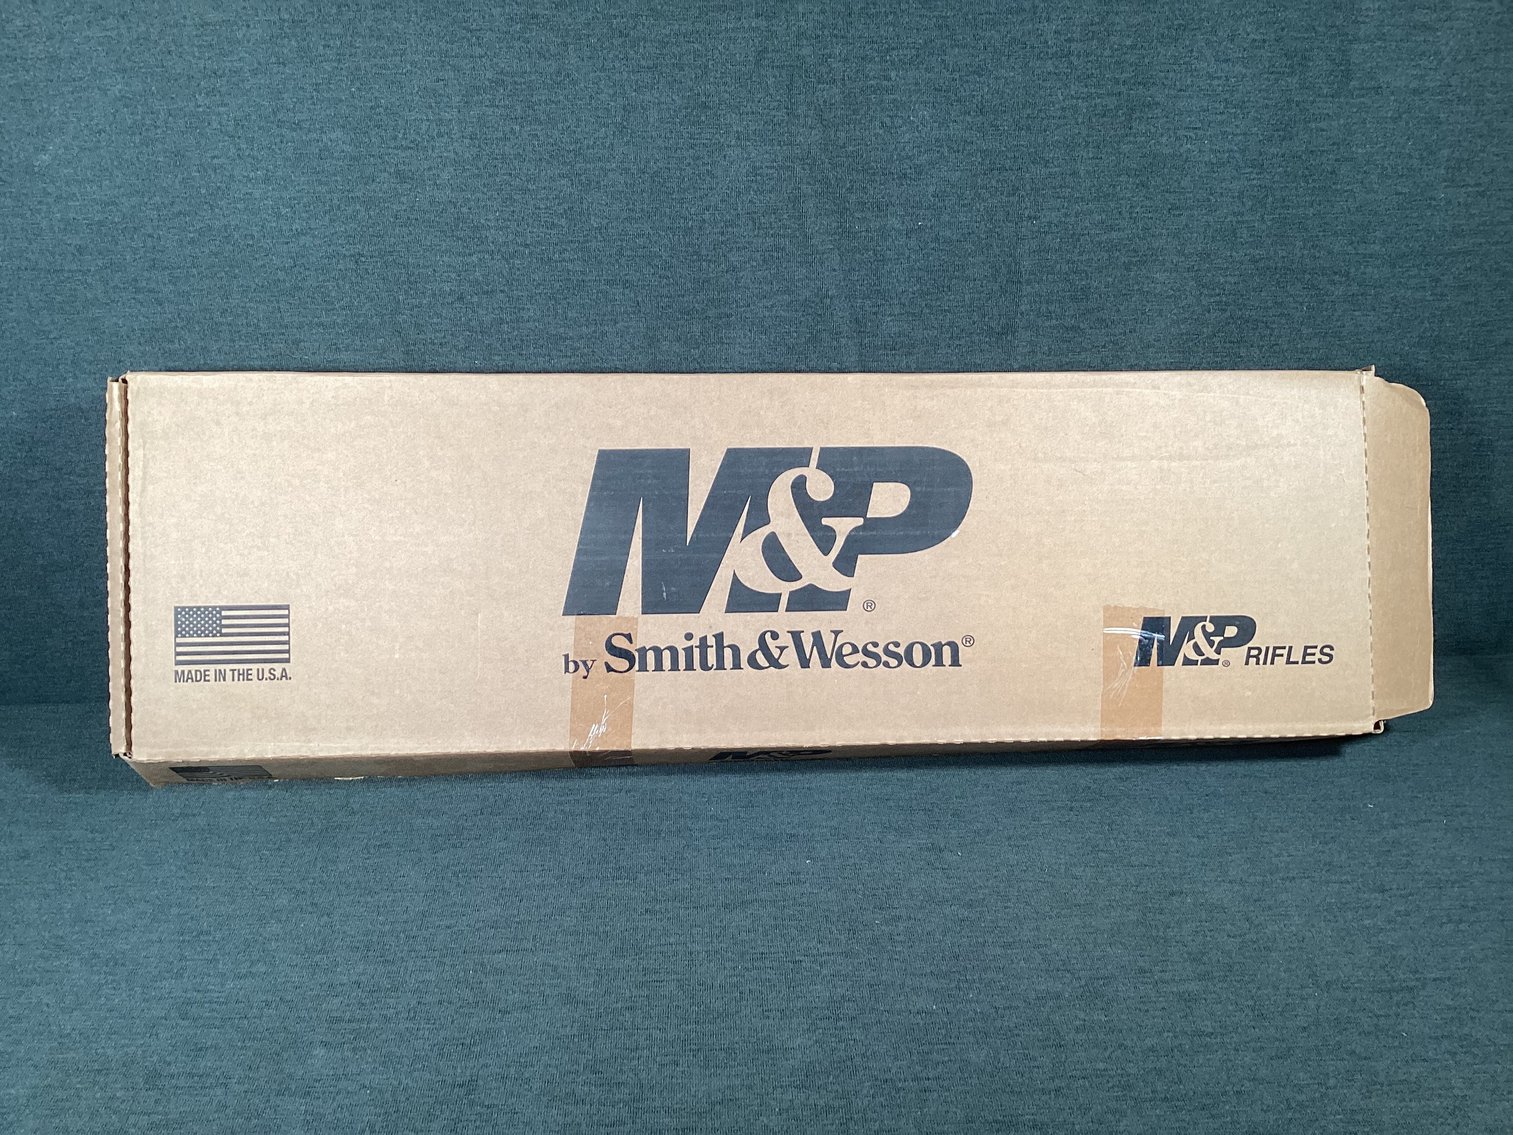 M&P®
by Smith & Wesson®
MADE IN THE U.S.A.
M&P® RIFLES
M&P